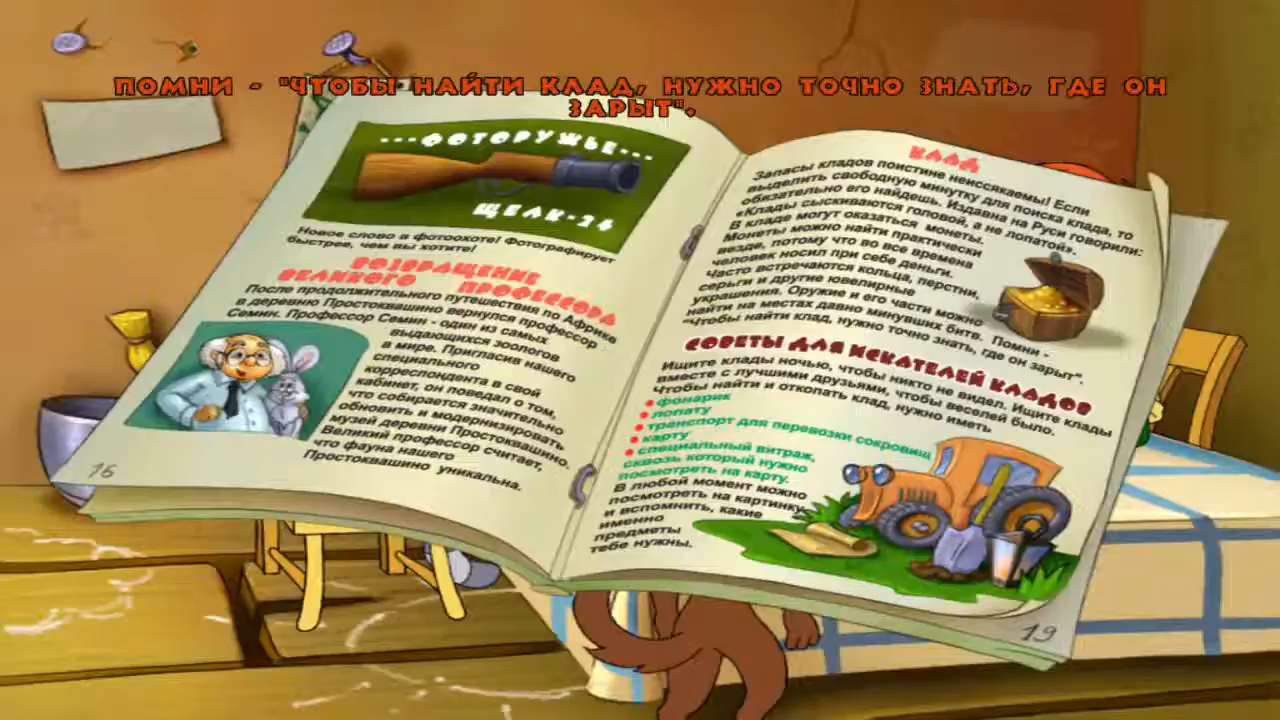 ПОМНИ - "ЧТОБЫ НАЙТИ КЛАД, НУЖНО ТОЧНО ЗНАТЬ, ГДЕ ОН
ЗАРЫТ".
...ФОТОРУЖЬЕ...
ЩЕЛК-24
Новое слово в фотоохоте! Фотографирует
быстрее, чем вы хотите!
ВОЗВРАЩЕНИЕ
ВЕЛИКОГО ПРОФЕССОРА
После продолжительного путешествия по Африке
в деревню Простоквашино вернулся профессор
Семин. Профессор Семин - один из самых
выдающихся зоологов
в мире. Пригласив нашего
специального
корреспондента в свой
кабинет, он поведал о том,
что собирается значительно
обновить и модернизировать
музей деревни Простоквашино.
Великий профессор считает,
что фауна нашего
Простоквашино уникальна.
16
КЛАД
Запасы кладов поистине неиссякаемы! Если
выделить свободную минутку для поиска клада, то
обязательно его найдешь. Издавна на Руси говорили:
«Клады сыскиваются головой, а не лопатой».
В кладе могут оказаться монеты.
Монеты можно найти практически
везде, потому что во все времена
человек носил при себе деньги.
Часто встречаются кольца, перстни,
серьги и другие ювелирные
украшения. Оружие и его части можно
найти на местах давно минувших битв. Помни -
"Чтобы найти клад, нужно точно знать, где он зарыт".
СОВЕТЫ ДЛЯ ИСКАТЕЛЕЙ КЛАДОВ
Ищите клады ночью, чтобы никто не видел. Ищите клады
вместе с лучшими друзьями, чтобы веселей было.
Чтобы найти и откопать клад, нужно иметь
• фонарик
• лопату
• транспорт для перевозки сокровищ
• карту
• специальный витраж,
сквозь который нужно
посмотреть на карту.
В любой момент можно
посмотреть на картинку
и вспомнить, какие
именно
предметы
тебе нужны.
19